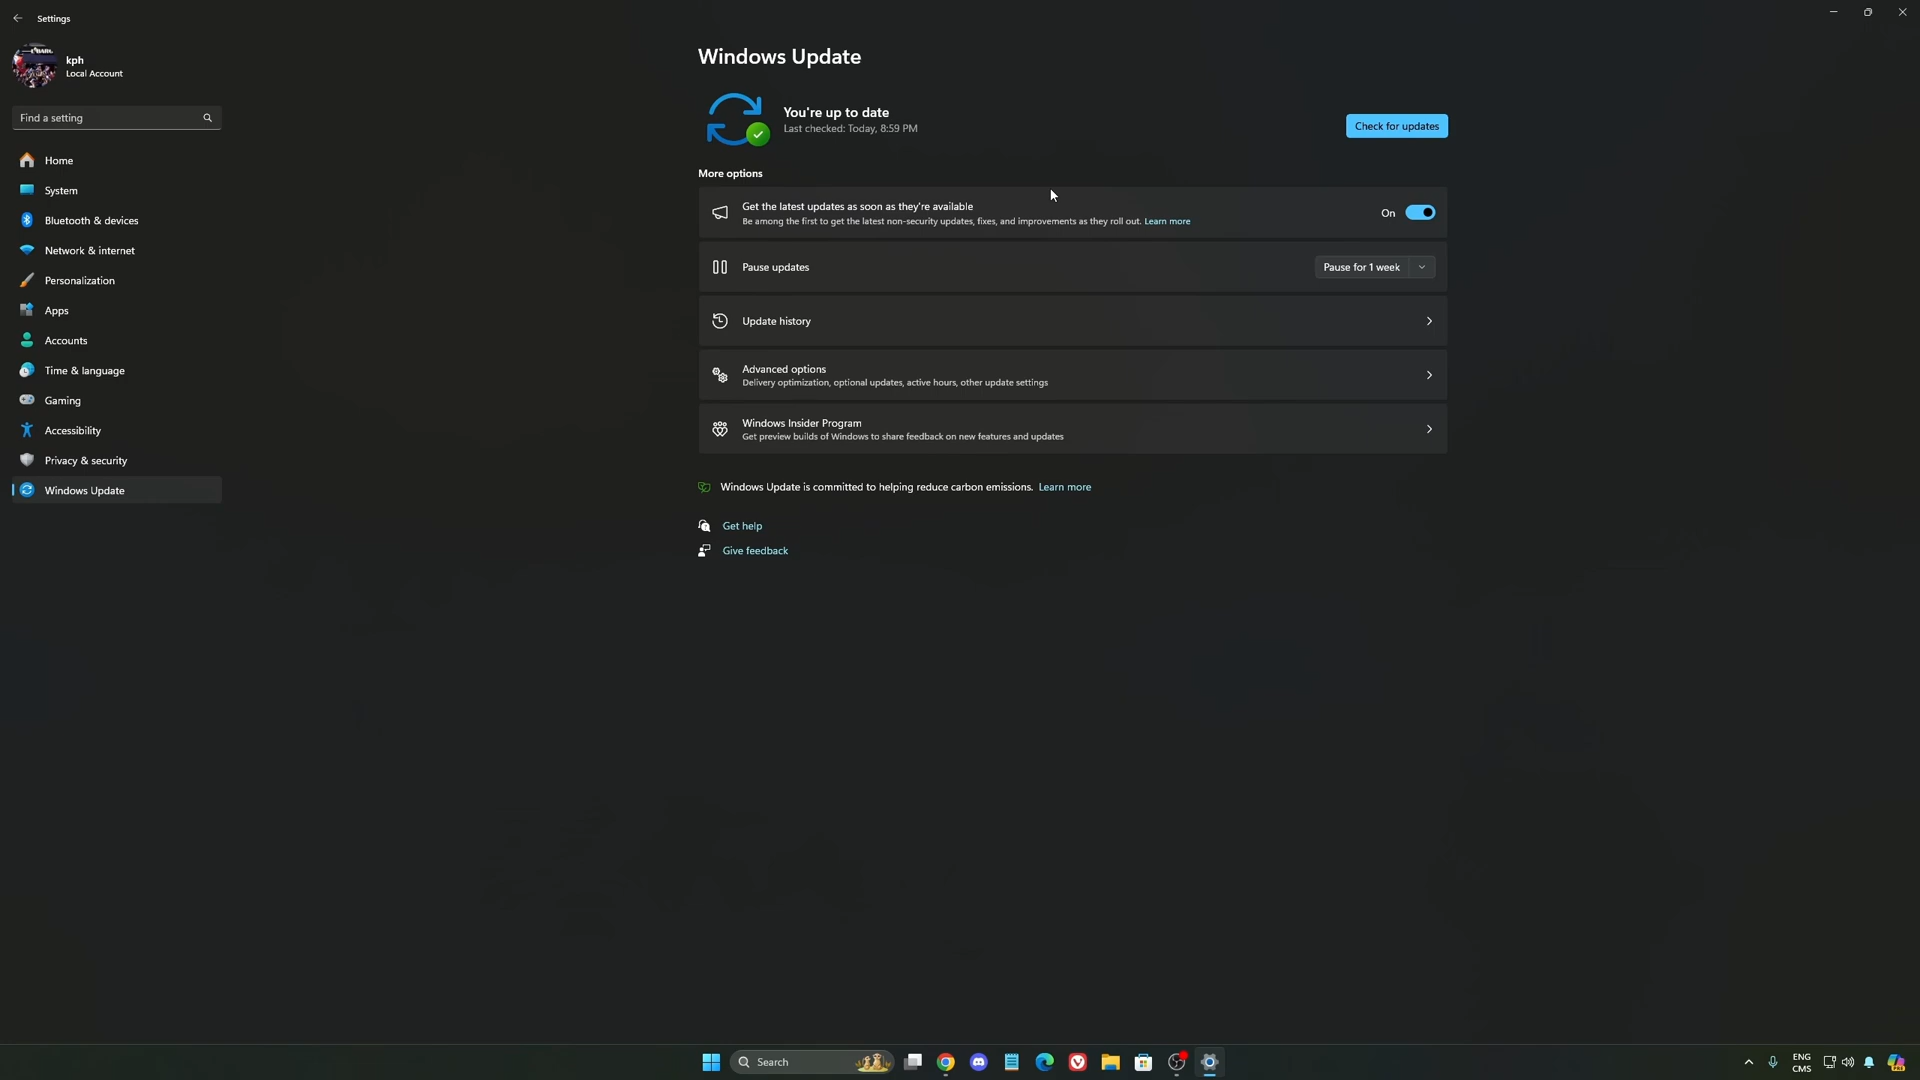 Settings
kph
Local Account
Find a setting
Home
System
Bluetooth & devices
Network & internet
Personalization
Apps
Accounts
Time & language
Gaming
Accessibility
Privacy & security
Windows Update
Windows Update
You're up to date
Last checked: Today, 8:59 PM
Check for updates
More options
Get the latest updates as soon as they're available
Be among the first to get the latest non-security updates, fixes, and improvements as they roll out. Learn more
On
Pause updates
Pause for 1 week
Update history
Advanced options
Delivery optimization, optional updates, active hours, other update settings
Windows Insider Program
Get preview builds of Windows to share feedback on new features and updates
Windows Update is committed to helping reduce carbon emissions. Learn more
Get help
Give feedback
Search
ENG
CMS